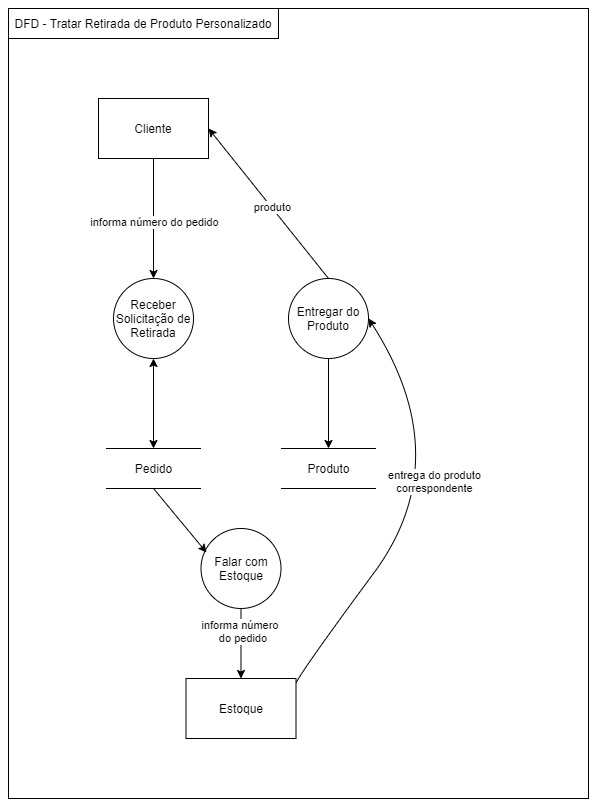 DFD - Tratar Retirada de Produto Personalizado
Cliente
produto
informa número do pedido
Receber
Solicitação de
Retirada
Entregar do
Produto
Pedido
Produto
entrega do produto
correspondente
Falar com
Estoque
informa número
do pedido
Estoque